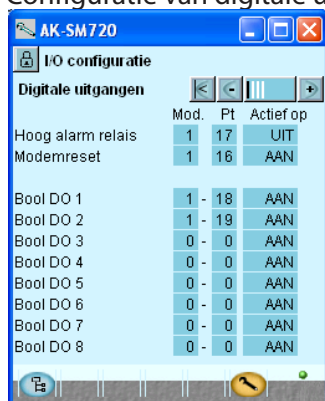 Configuratie van digitale u
AK-SM720
I/O configuratie
Digitale uitgangen
Mod. Pt Actief op
Hoog alarm relais 1 17 UIT
Modemreset 1 16 AAN
Bool DO 1 1 - 18 AAN
Bool DO 2 1 - 19 AAN
Bool DO 3 0 - 0 AAN
Bool DO 4 0 - 0 AAN
Bool DO 5 0 - 0 AAN
Bool DO 6 0 - 0 AAN
Bool DO 7 0 - 0 AAN
Bool DO 8 0 - 0 AAN